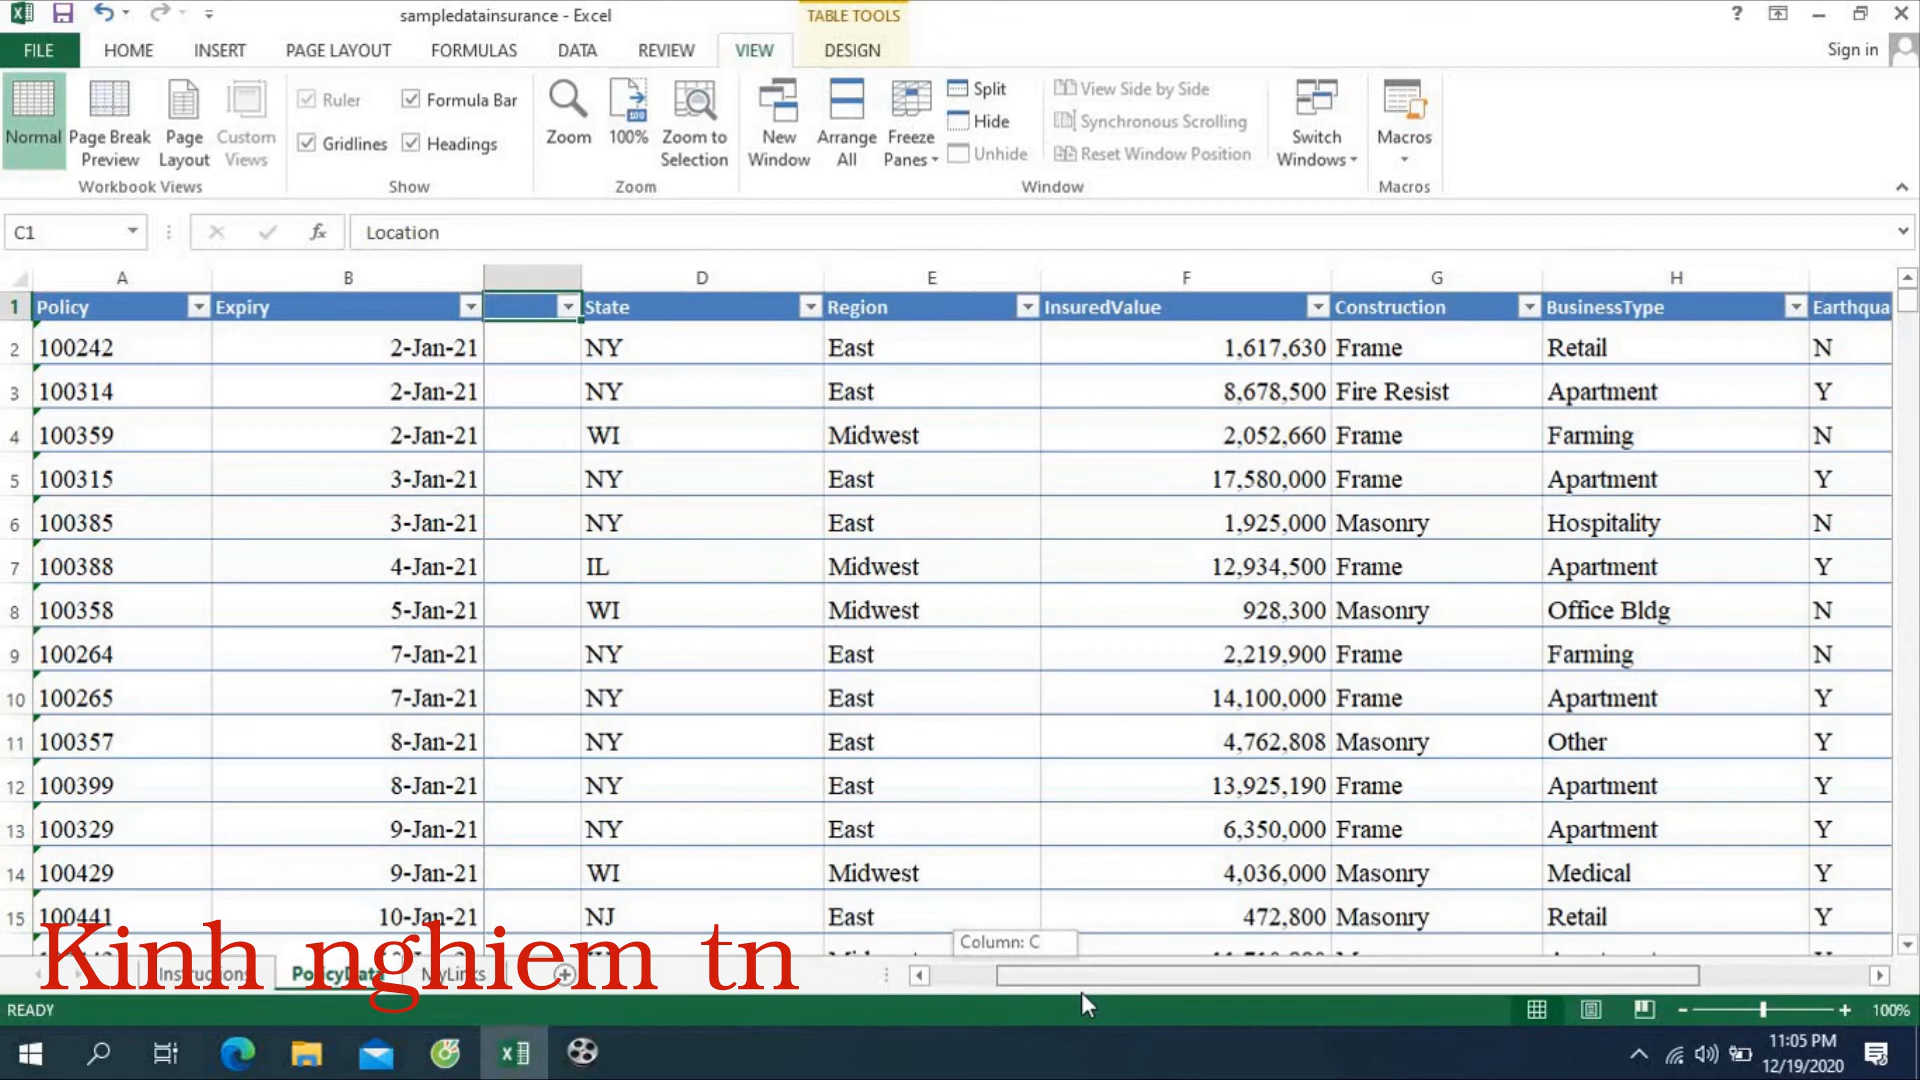 sampledatainsurance - Excel
TABLE TOOLS
?
FILE HOME INSERT PAGE LAYOUT FORMULAS DATA REVIEW VIEW DESIGN
Sign in
Normal
Page Break Preview
Page Layout
Custom Views
Workbook Views
Ruler
Formula Bar
Gridlines
Headings
Show
Zoom
100%
Zoom to Selection
Zoom
New Window
Arrange All
Freeze Panes
Split
Hide
Unhide
View Side by Side
Synchronous Scrolling
Reset Window Position
Window
Switch Windows
Macros
Macros
C1 fx Location
A B D E F G H
1 Policy Expiry State Region InsuredValue Construction BusinessType Earthqua
2 100242 2-Jan-21 NY East 1,617,630 Frame Retail N
3 100314 2-Jan-21 NY East 8,678,500 Fire Resist Apartment Y
4 100359 2-Jan-21 WI Midwest 2,052,660 Frame Farming N
5 100315 3-Jan-21 NY East 17,580,000 Frame Apartment Y
6 100385 3-Jan-21 NY East 1,925,000 Masonry Hospitality N
7 100388 4-Jan-21 IL Midwest 12,934,500 Frame Apartment Y
8 100358 5-Jan-21 WI Midwest 928,300 Masonry Office Bldg N
9 100264 7-Jan-21 NY East 2,219,900 Frame Farming N
10 100265 7-Jan-21 NY East 14,100,000 Frame Apartment Y
11 100357 8-Jan-21 NY East 4,762,808 Masonry Other Y
12 100399 8-Jan-21 NY East 13,925,190 Frame Apartment Y
13 100329 9-Jan-21 NY East 6,350,000 Frame Apartment Y
14 100429 9-Jan-21 WI Midwest 4,036,000 Masonry Medical Y
15 100441 10-Jan-21 NJ East 472,800 Masonry Retail Y
Column: C
Kinh nghiem tn
Instructions PolicyData MyLinks
READY
100%
11:05 PM
12/19/2020